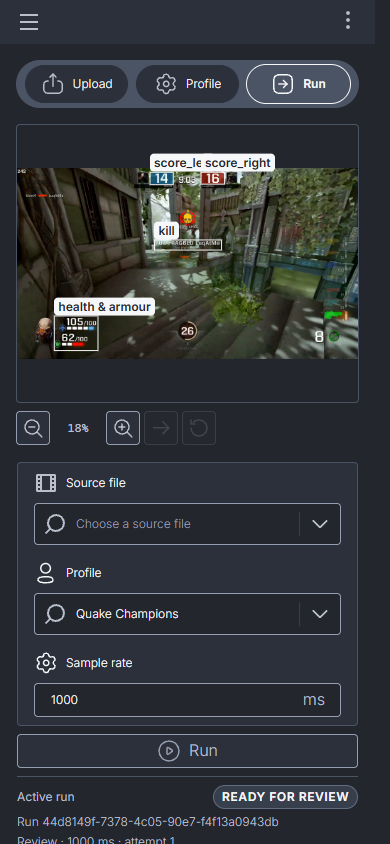 Upload
Profile
Run
score_le score_right
14 9:03 16
kill
health & armour
105/100
62/100
26
8
18%
Source file
Choose a source file
Profile
Quake Champions
Sample rate
1000 ms
Run
Active run READY FOR REVIEW
Run 44d8149f-7378-4c05-90e7-f4f13a0943db
Review · 1000 ms · attempt 1